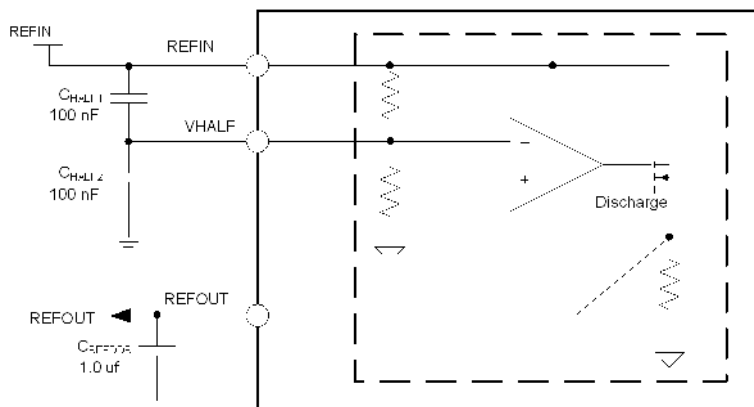 REFIN
REFIN
100 nF
VHALF
100 nF
−
+
Discharge
REFOUT
REFOUT
1.0 uf